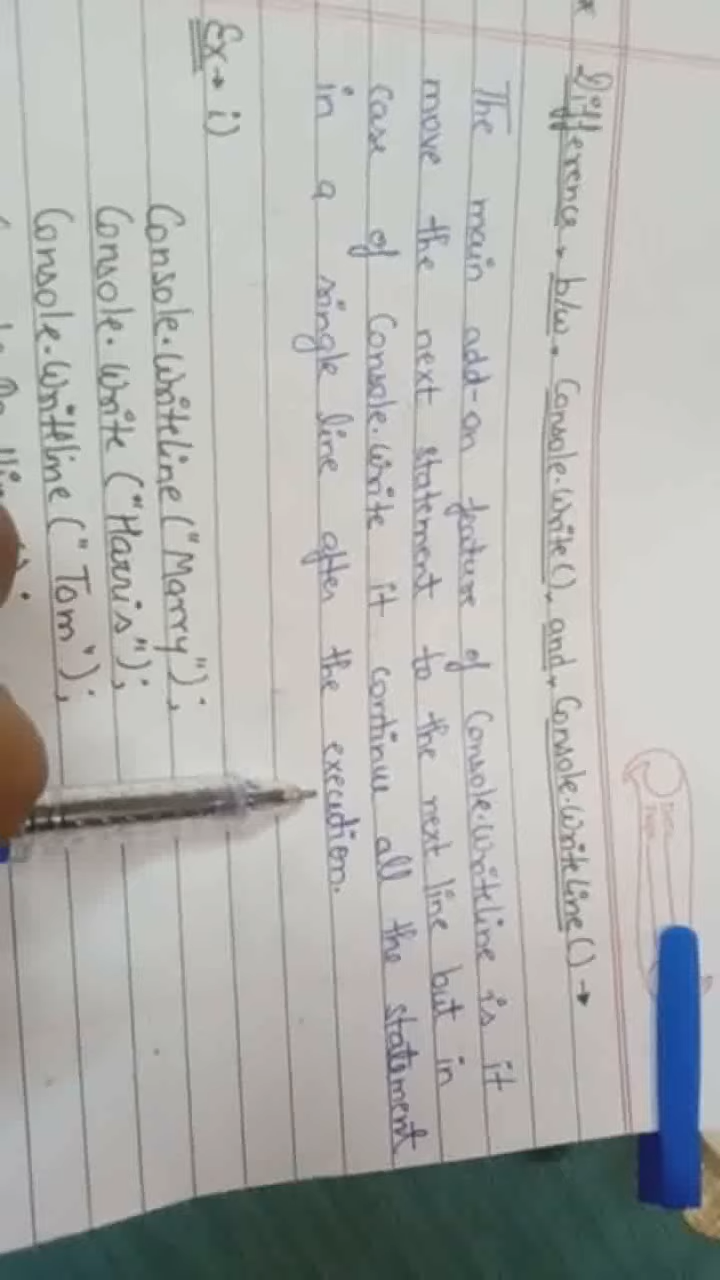 * Difference b/w Console.Write() and Console.WriteLine() →
The main add-on feature of Console.Writeline is it
move the next statement to the next line but in
case of Console.Write it continue all the statement
in a single line after the execution.
Ex → i)
Console.Writeline("Marry");
Console.Write ("Harris");
Console.Writeline ("Tom");